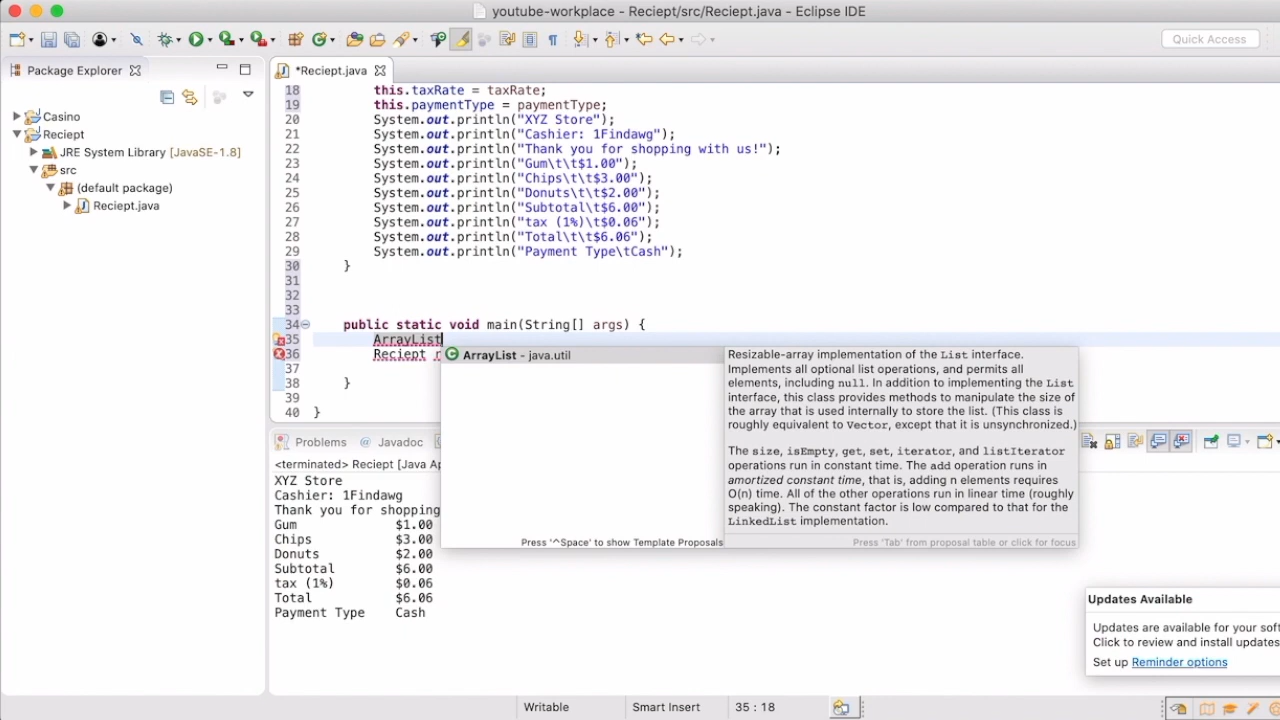 youtube-workplace - Reciept/src/Reciept.java - Eclipse IDE
Quick Access
Package Explorer
*Reciept.java
Casino
Reciept
JRE System Library [JavaSE-1.8]
src
(default package)
Reciept.java
18 this.taxRate = taxRate;
19 this.paymentType = paymentType;
20 System.out.println("XYZ Store");
21 System.out.println("Cashier: 1Findawg");
22 System.out.println("Thank you for shopping with us!");
23 System.out.println("Gum\t\t$1.00");
24 System.out.println("Chips\t\t$3.00");
25 System.out.println("Donuts\t\t$2.00");
26 System.out.println("Subtotal\t$6.00");
27 System.out.println("tax (1%)\t$0.06");
28 System.out.println("Total\t\t$6.06");
29 System.out.println("Payment Type\tCash");
30 }
31
32
33
34 public static void main(String[] args) {
35 ArrayList
36 Reciept r
37
38 }
39
40 }
ArrayList - java.util
Press '^Space' to show Template Proposals
Resizable-array implementation of the List interface.
Implements all optional list operations, and permits all
elements, including null. In addition to implementing the List
interface, this class provides methods to manipulate the size of
the array that is used internally to store the list. (This class is
roughly equivalent to Vector, except that it is unsynchronized.)
The size, isEmpty, get, set, iterator, and listIterator
operations run in constant time. The add operation runs in
amortized constant time, that is, adding n elements requires
O(n) time. All of the other operations run in linear time (roughly
speaking). The constant factor is low compared to that for the
LinkedList implementation.
Press 'Tab' from proposal table or click for focus
Problems
@ Javadoc
<terminated> Reciept [Java Ap
XYZ Store
Cashier: 1Findawg
Thank you for shopping
Gum $1.00
Chips $3.00
Donuts $2.00
Subtotal $6.00
tax (1%) $0.06
Total $6.06
Payment Type Cash
Updates Available
Updates are available for your soft
Click to review and install updates
Set up Reminder options
Writable
Smart Insert
35 : 18